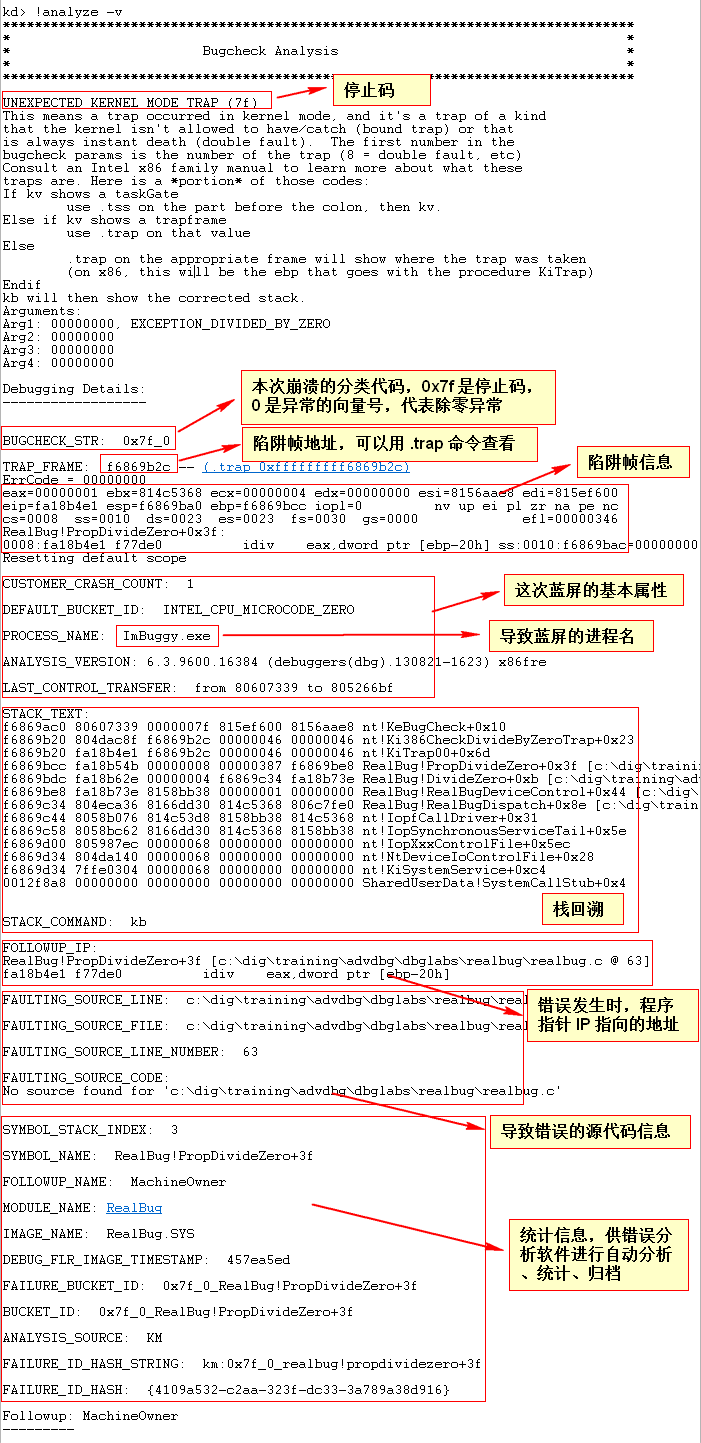 kd> !analyze -v
*******************************************************************************
*                                                                             *
*                        Bugcheck Analysis                                    *
*                                                                             *
*******************************************************************************
停止码
UNEXPECTED_KERNEL_MODE_TRAP (7f)
This means a trap occurred in kernel mode, and it's a trap of a kind
that the kernel isn't allowed to have/catch (bound trap) or that
is always instant death (double fault).  The first number in the
bugcheck params is the number of the trap (8 = double fault, etc)
Consult an Intel x86 family manual to learn more about what these
traps are. Here is a *portion* of those codes:
If kv shows a taskGate
        use .tss on the part before the colon, then kv.
Else if kv shows a trapframe
        use .trap on that value
Else
        .trap on the appropriate frame will show where the trap was taken
        (on x86, this will be the ebp that goes with the procedure KiTrap)
Endif
kb will then show the corrected stack.
Arguments:
Arg1: 00000000, EXCEPTION_DIVIDED_BY_ZERO
Arg2: 00000000
Arg3: 00000000
Arg4: 00000000
Debugging Details:
------------------
本次崩溃的分类代码，0x7f 是停止码，
0 是异常的向量号，代表除零异常
BUGCHECK_STR:  0x7f_0
陷阱帧地址，可以用 .trap 命令查看
TRAP_FRAME:  f6869b2c -- (.trap 0xfffffffff6869b2c)
陷阱帧信息
ErrCode = 00000000
eax=00000001 ebx=814c5368 ecx=00000004 edx=00000000 esi=8156aae8 edi=815ef600
eip=fa18b4e1 esp=f6869ba0 ebp=f6869bcc iopl=0         nv up ei pl zr na pe nc
cs=0008  ss=0010  ds=0023  es=0023  fs=0030  gs=0000             efl=00000346
RealBug!PropDivideZero+0x3f:
0008:fa18b4e1 f77de0          idiv    eax,dword ptr [ebp-20h] ss:0010:f6869bac=00000000
Resetting default scope
CUSTOMER_CRASH_COUNT:  1
这次蓝屏的基本属性
DEFAULT_BUCKET_ID:  INTEL_CPU_MICROCODE_ZERO
PROCESS_NAME:  ImBuggy.exe
导致蓝屏的进程名
ANALYSIS_VERSION: 6.3.9600.16384 (debuggers(dbg).130821-1623) x86fre
LAST_CONTROL_TRANSFER:  from 80607339 to 805266bf
STACK_TEXT:
f6869ac0 80607339 0000007f 815ef600 8156aae8 nt!KeBugCheck+0x10
f6869b20 804dac8f f6869b2c 00000046 00000046 nt!Ki386CheckDivideByZeroTrap+0x23
f6869b20 fa18b4e1 f6869b2c 00000046 00000046 nt!KiTrap00+0x6d
f6869bcc fa18b54b 00000008 00000387 f6869be8 RealBug!PropDivideZero+0x3f [c:\dig\traini
f6869bdc fa18b62e 00000004 f6869c34 fa18b73e RealBug!DivideZero+0xb [c:\dig\training\adv
f6869be8 fa18b73e 8158bb38 00000001 00000000 RealBug!RealBugDeviceControl+0x44 [c:\dig\
f6869c34 804eca36 8166dd30 814c5368 806c7fe0 RealBug!RealBugDispatch+0x8e [c:\dig\train
f6869c44 8058b076 814c53d8 8158bb38 814c5368 nt!IopfCallDriver+0x31
f6869c58 8058bc62 8166dd30 814c5368 8158bb38 nt!IopSynchronousServiceTail+0x5e
f6869d00 805987ec 00000068 00000000 00000000 nt!IopXxxControlFile+0x5ec
f6869d34 804da140 00000068 00000000 00000000 nt!NtDeviceIoControlFile+0x28
f6869d34 7ffe0304 00000068 00000000 00000000 nt!KiSystemService+0xc4
0012f8a8 00000000 00000000 00000000 00000000 SharedUserData!SystemCallStub+0x4
栈回溯
STACK_COMMAND:  kb
FOLLOWUP_IP:
RealBug!PropDivideZero+3f [c:\dig\training\advdbg\dbglabs\realbug\realbug.c @ 63]
fa18b4e1 f77de0          idiv    eax,dword ptr [ebp-20h]
错误发生时，程序
指针 IP 指向的地址
FAULTING_SOURCE_LINE:  c:\dig\training\advdbg\dbglabs\realbug\real
FAULTING_SOURCE_FILE:  c:\dig\training\advdbg\dbglabs\realbug\real
FAULTING_SOURCE_LINE_NUMBER:  63
FAULTING_SOURCE_CODE:
No source found for 'c:\dig\training\advdbg\dbglabs\realbug\realbug.c'
导致错误的源代码信息
SYMBOL_STACK_INDEX:  3
SYMBOL_NAME:  RealBug!PropDivideZero+3f
FOLLOWUP_NAME:  MachineOwner
MODULE_NAME: RealBug
统计信息，供错误分
析软件进行自动分析
、统计、归档
IMAGE_NAME:  RealBug.SYS
DEBUG_FLR_IMAGE_TIMESTAMP:  457ea5ed
FAILURE_BUCKET_ID:  0x7f_0_RealBug!PropDivideZero+3f
BUCKET_ID:  0x7f_0_RealBug!PropDivideZero+3f
ANALYSIS_SOURCE:  KM
FAILURE_ID_HASH_STRING:  km:0x7f_0_realbug!propdividezero+3f
FAILURE_ID_HASH:  {4109a532-c2aa-323f-dc33-3a789a38d916}
Followup: MachineOwner
---------